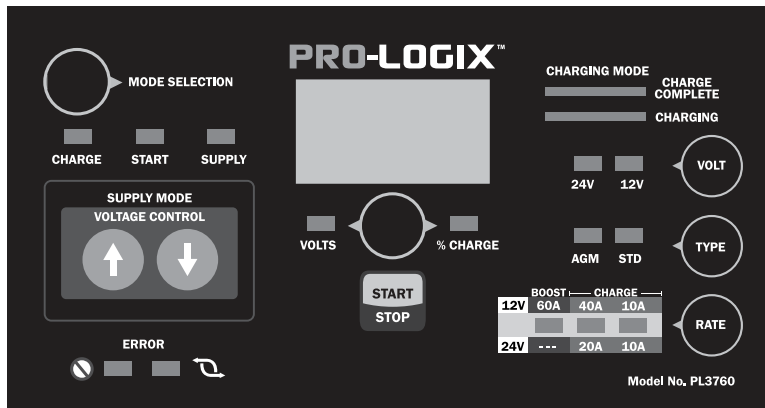 PRO-LOGIX™
MODE SELECTION
CHARGE START SUPPLY
SUPPLY MODE
VOLTAGE CONTROL
ERROR
VOLTS
% CHARGE
START
STOP
CHARGING MODE
CHARGE
COMPLETE
CHARGING
VOLT
24V 12V
TYPE
AGM STD
BOOST CHARGE
12V 60A 40A 10A
RATE
24V --- 20A 10A
Model No. PL3760